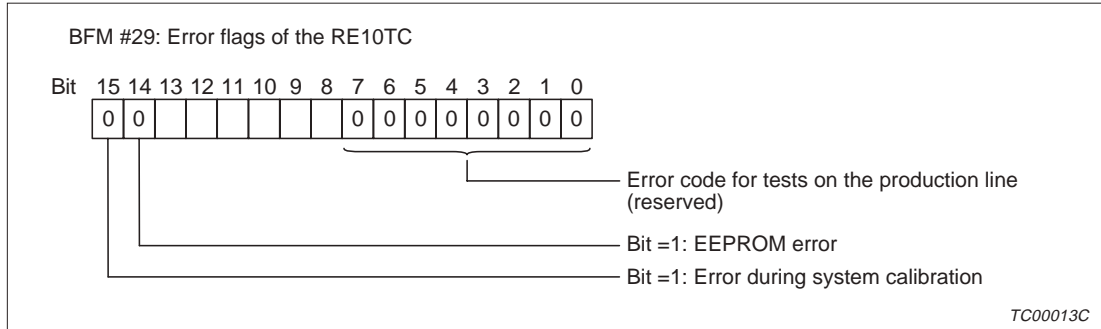 BFM #29: Error flags of the RE10TC
Bit 15 14 13 12 11 10 9 8 7 6 5 4 3 2 1 0
0 0 0 0 0 0 0 0 0 0
Error code for tests on the production line
(reserved)
Bit =1: EEPROM error
Bit =1: Error during system calibration
TC00013C